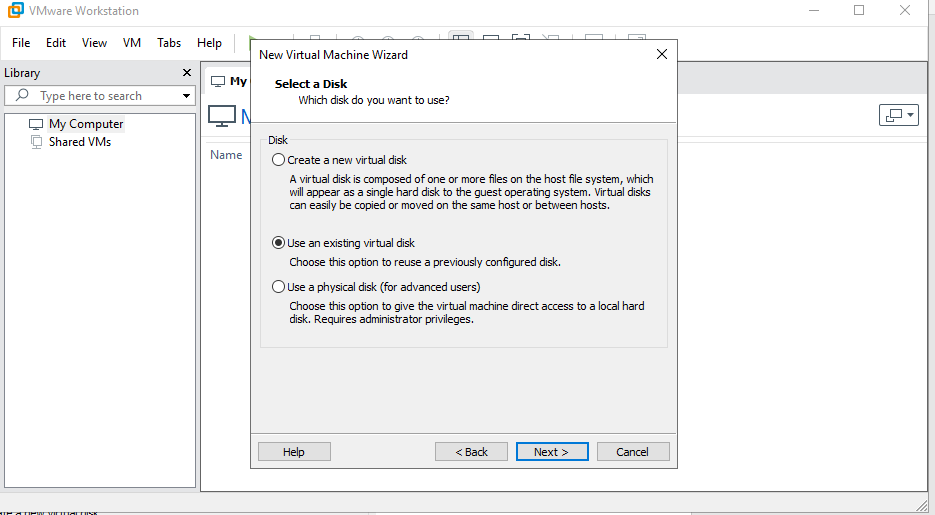 VMware Workstation
File Edit View VM Tabs Help
Library
Type here to search
My Computer
Shared VMs
My
Name
New Virtual Machine Wizard
Select a Disk
Which disk do you want to use?
Disk
Create a new virtual disk
A virtual disk is composed of one or more files on the host file system, which
will appear as a single hard disk to the guest operating system. Virtual disks
can easily be copied or moved on the same host or between hosts.
Use an existing virtual disk
Choose this option to reuse a previously configured disk.
Use a physical disk (for advanced users)
Choose this option to give the virtual machine direct access to a local hard
disk. Requires administrator privileges.
Help < Back Next > Cancel